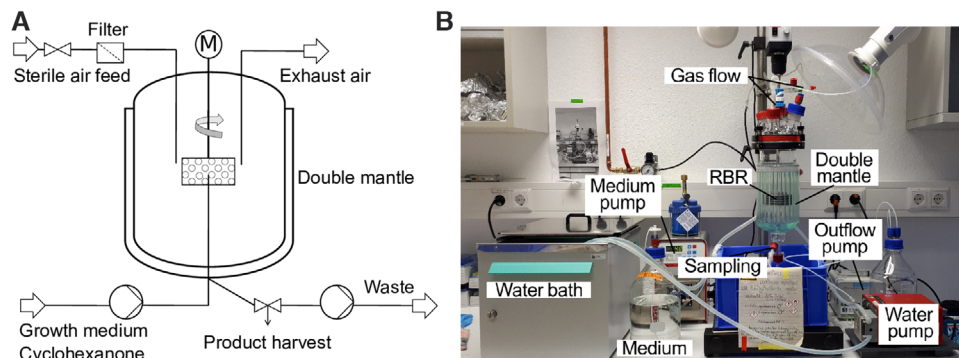 A
Filter
M
Sterile air feed
Exhaust air
Double mantle
Growth medium
Cyclohexanone
Product harvest
Waste
B
Gas flow
RBR
Double
mantle
Medium
pump
Outflow
pump
Sampling
Water bath
Water
pump
Medium